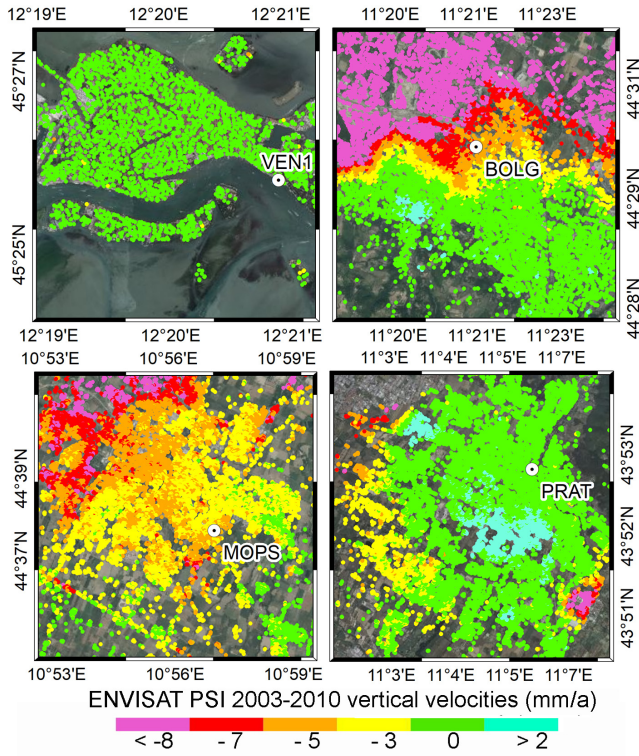 12°19'E 12°20'E 12°21'E 11°20'E 11°21'E 11°23'E
45°27'N
45°25'N
VEN1
BOLG
44°31'N
44°29'N
44°28'N
12°19'E 12°20'E 12°21'E 11°20'E 11°21'E 11°23'E
10°53'E 10°56'E 10°59'E 11°3'E 11°4'E 11°5'E 11°7'E
44°39'N
44°37'N
MOPS
PRAT
43°53'N
43°52'N
43°51'N
10°53'E 10°56'E 10°59'E 11°3'E 11°4'E 11°5'E 11°7'E
ENVISAT PSI 2003-2010 vertical velocities (mm/a)
< -8 - 7 - 5 - 3 0 > 2